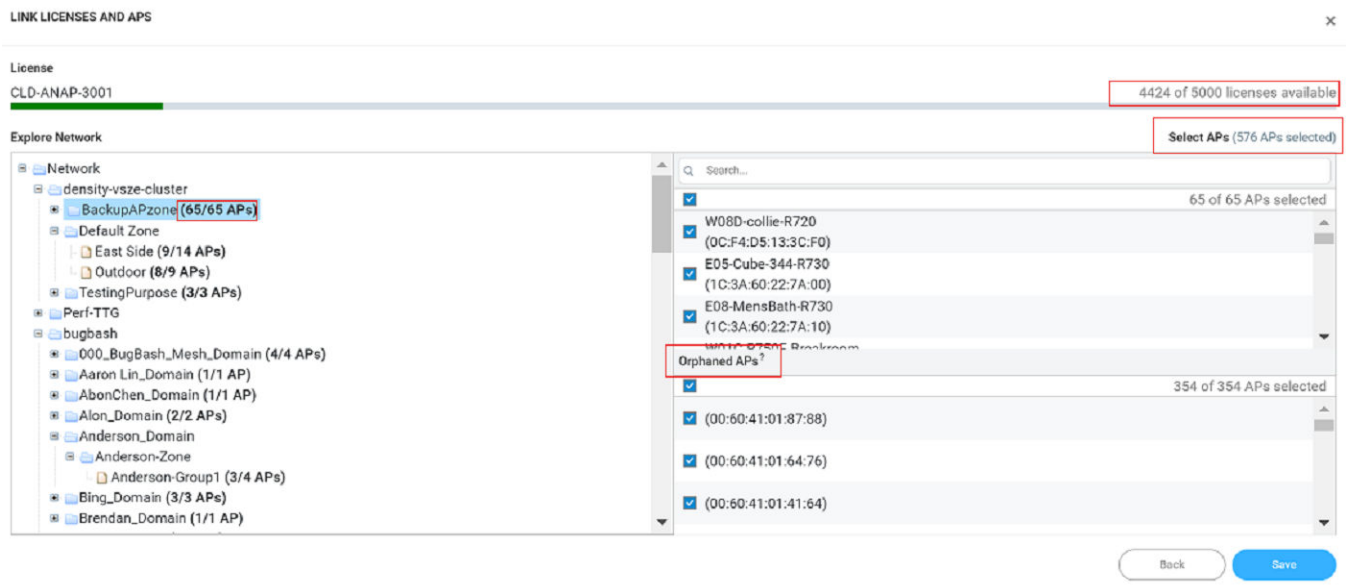 LINK LICENSES AND APS
×
License
CLD-ANAP-3001
4424 of 5000 licenses available
Explore Network
Select APs (576 APs selected)
Network
density-vsze-cluster
BackupAPzone (65/65 APs)
Default Zone
East Side (9/14 APs)
Outdoor (8/9 APs)
TestingPurpose (3/3 APs)
Perf-TTG
bugbash
000_BugBash_Mesh_Domain (4/4 APs)
Aaron Lin_Domain (1/1 AP)
AbonChen_Domain (1/1 AP)
Alon_Domain (2/2 APs)
Anderson_Domain
Anderson-Zone
Anderson-Group1 (3/4 APs)
Bing_Domain (3/3 APs)
Brendan_Domain (1/1 AP)
Search...
65 of 65 APs selected
W08D-collie-R720
(0C:F4:D5:13:3C:F0)
E05-Cube-344-R730
(1C:3A:60:22:7A:00)
E08-MensBath-R730
(1C:3A:60:22:7A:10)
Orphaned APs?
354 of 354 APs selected
(00:60:41:01:87:88)
(00:60:41:01:64:76)
(00:60:41:01:41:64)
Back
Save